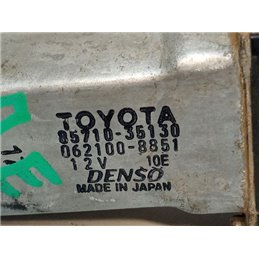 TOYOTA
85710-35130
062100-8851
12V 10E
DENSO
MADE IN JAPAN